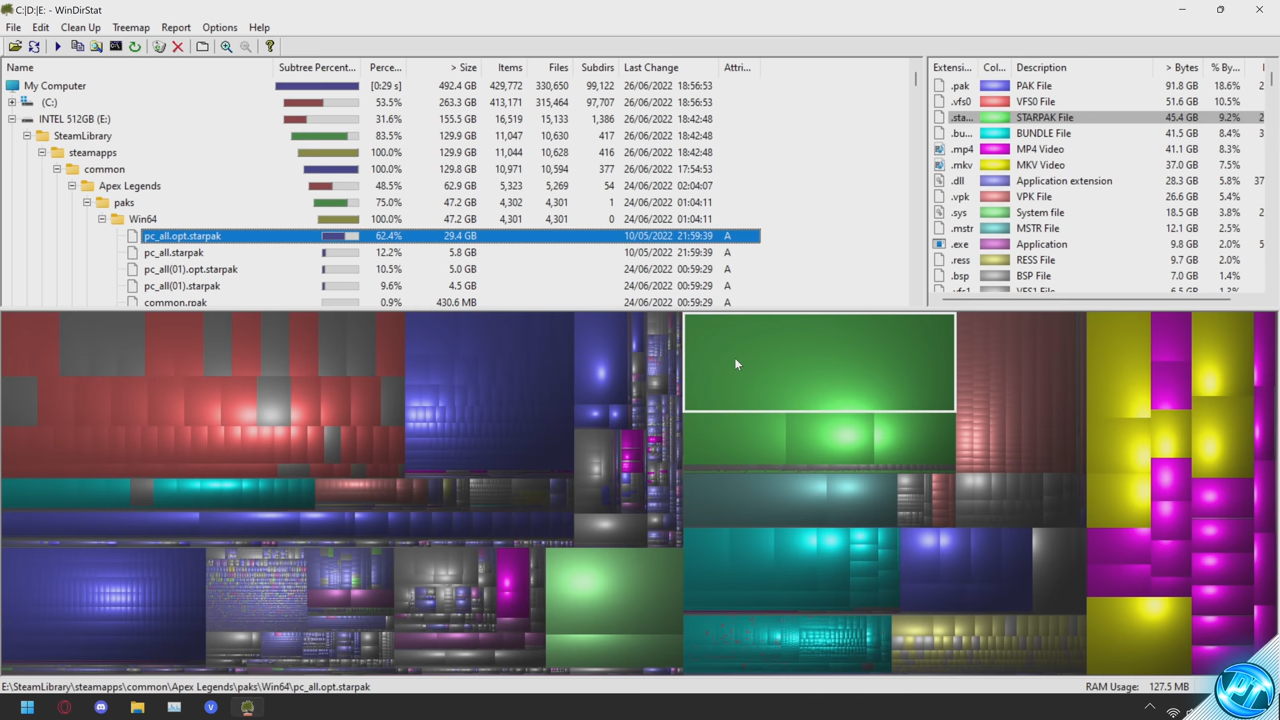 C:|D:|E: - WinDirStat
File Edit Clean Up Treemap Report Options Help
Name Subtree Percent... Perce... > Size Items Files Subdirs Last Change Attri...
My Computer [0:29 s] 492.4 GB 429,772 330,650 99,122 26/06/2022 18:56:53
(C:) 53.5% 263.3 GB 413,171 315,464 97,707 26/06/2022 18:56:53
INTEL 512GB (E:) 31.6% 155.5 GB 16,519 15,133 1,386 26/06/2022 18:42:48
SteamLibrary 83.5% 129.9 GB 11,047 10,630 417 26/06/2022 18:42:48
steamapps 100.0% 129.9 GB 11,044 10,628 416 26/06/2022 18:42:48
common 100.0% 129.8 GB 10,971 10,594 377 26/06/2022 17:54:53
Apex Legends 48.5% 62.9 GB 5,323 5,269 54 24/06/2022 02:04:07
paks 75.0% 47.2 GB 4,302 4,301 1 24/06/2022 01:04:11
Win64 100.0% 47.2 GB 4,301 4,301 0 24/06/2022 01:04:11
pc_all.opt.starpak 62.4% 29.4 GB 10/05/2022 21:59:39 A
pc_all.starpak 12.2% 5.8 GB 10/05/2022 21:59:39 A
pc_all(01).opt.starpak 10.5% 5.0 GB 24/06/2022 00:59:29 A
pc_all(01).starpak 9.6% 4.5 GB 24/06/2022 00:59:29 A
common.rpak 0.9% 430.6 MB 24/06/2022 00:59:29 A
Extensi... Col... Description > Bytes % By...
.pak PAK File 91.8 GB 18.6% 2
.vfs0 VFS0 File 51.6 GB 10.5%
.sta... STARPAK File 45.4 GB 9.2% 2
.bu... BUNDLE File 41.5 GB 8.4% 2
.mp4 MP4 Video 41.1 GB 8.3%
.mkv MKV Video 37.0 GB 7.5%
.dll Application extension 28.3 GB 5.8% 37
.vpk VPK File 26.6 GB 5.4%
.sys System file 18.5 GB 3.8% 2
.mstr MSTR File 12.1 GB 2.5%
.exe Application 9.8 GB 2.0% 5
.ress RESS File 9.7 GB 2.0%
.bsp BSP File 7.0 GB 1.4%
.vfs1 VFS1 File 6.5 GB 1.3%
E:\SteamLibrary\steamapps\common\Apex Legends\paks\Win64\pc_all.opt.starpak RAM Usage: 127.5 MB